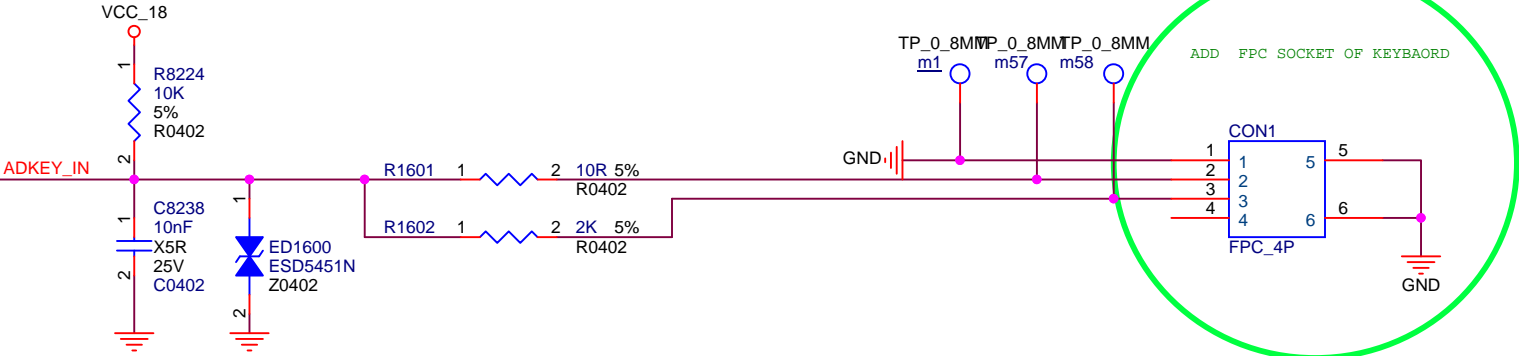 VCC_18
1
R8224
10K
5%
R0402
2
ADKEY_IN
1
C8238
10nF
X5R
25V
C0402
2
1
ED1600
ESD5451N
Z0402
2
R1601 1 2 10R 5%
R0402
R1602 1 2 2K 5%
R0402
TP_0_8MM TP_0_8MM TP_0_8MM
m1 m57 m58
GND
ADD FPC SOCKET OF KEYBAORD
CON1
1 1 5 5
2 2
3 3
4 4 6 6
FPC_4P
GND